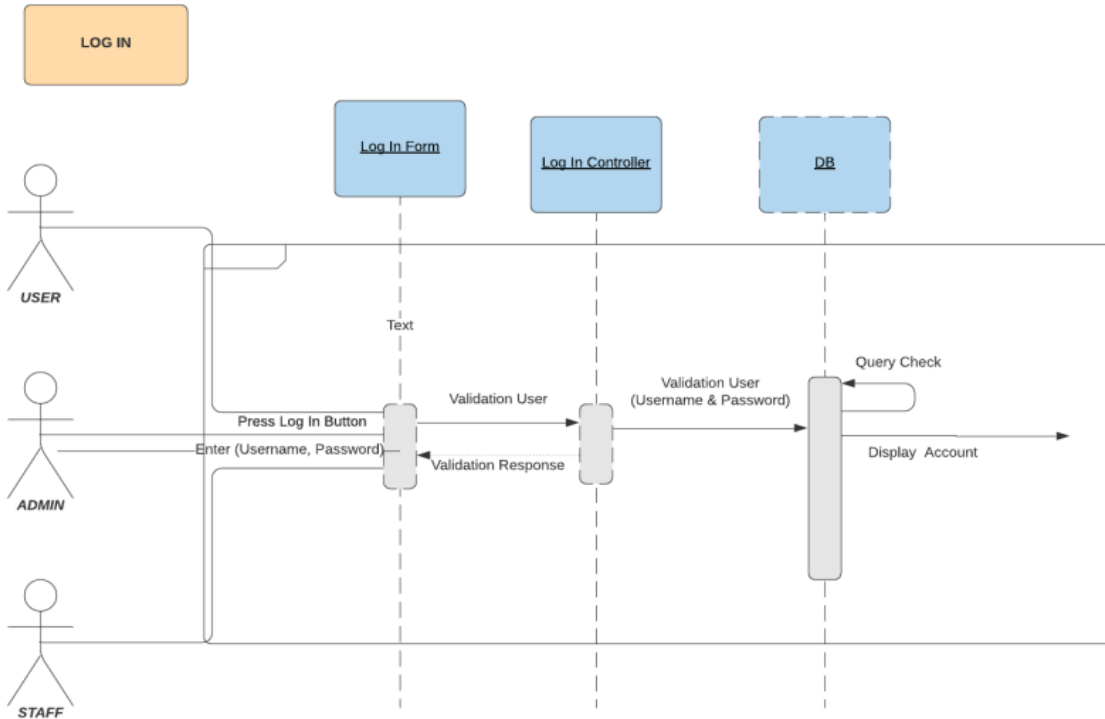 LOG IN
Log In Form
Log In Controller
DB
USER
Text
Query Check
Validation User
Validation User
(Username & Password)
Press Log In Button
Enter (Username, Password)
Validation Response
Display Account
ADMIN
STAFF